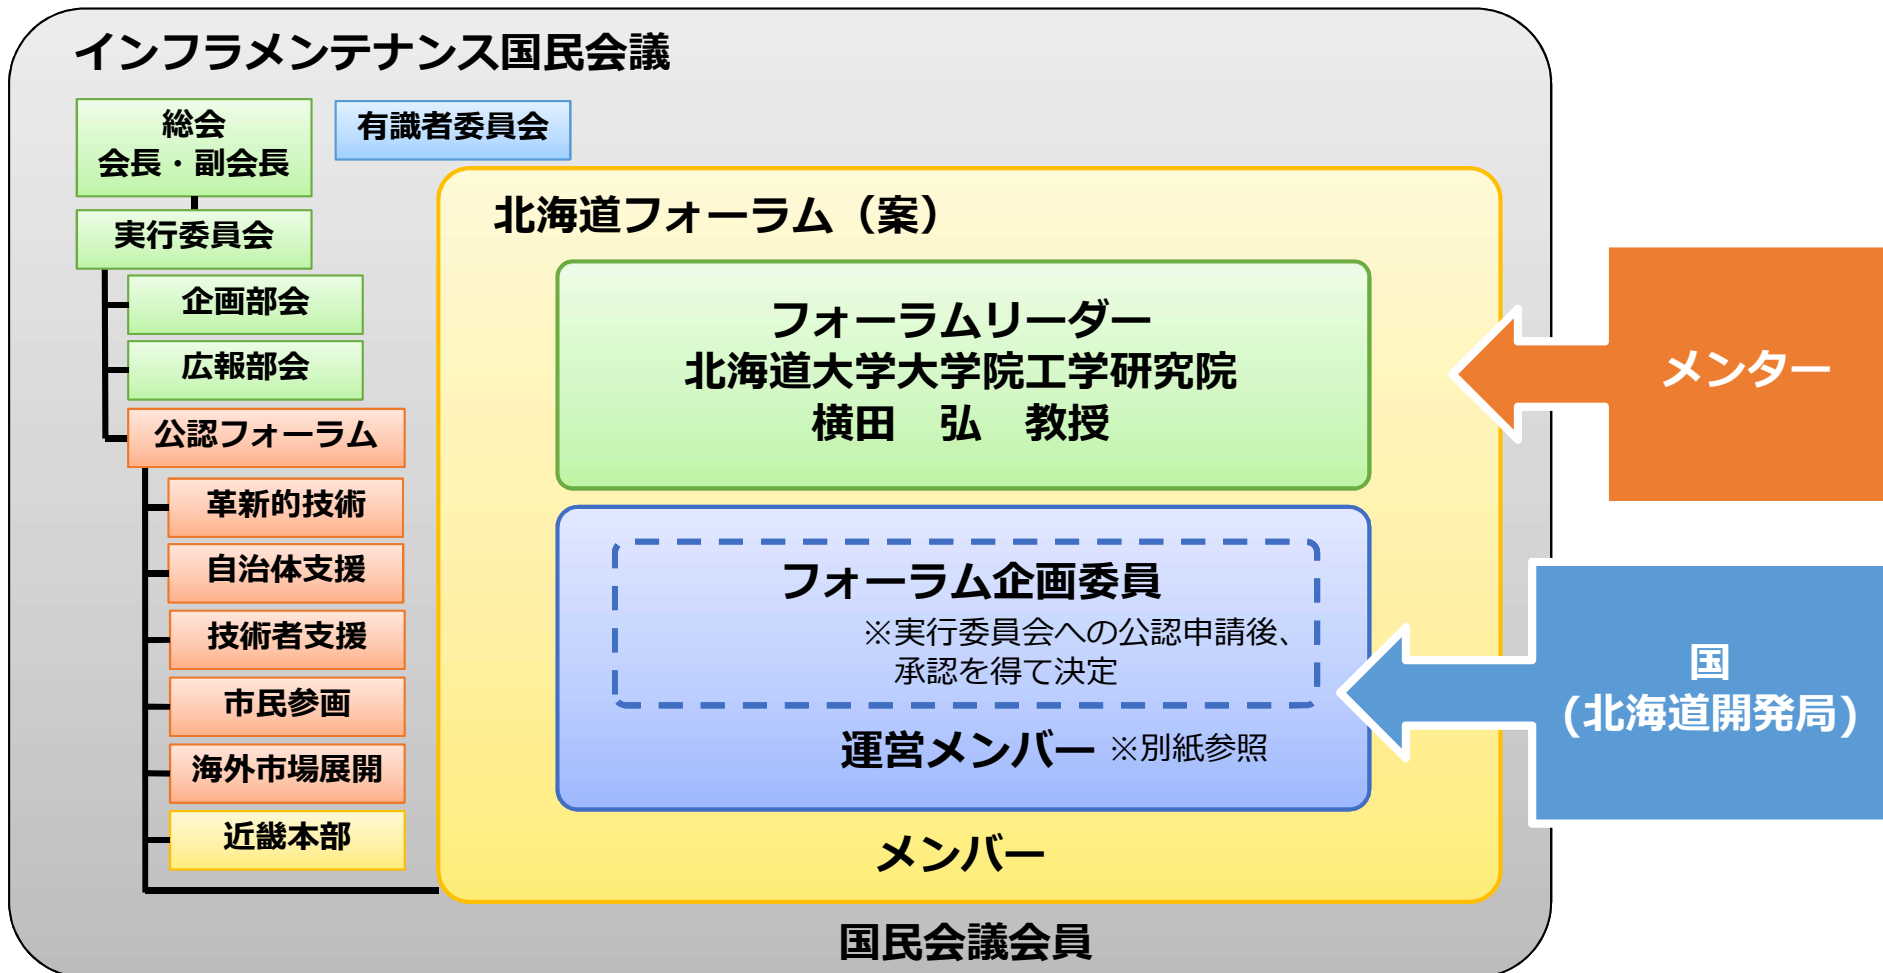 インフラメンテナンス国民会議
総会
会長・副会長
有識者委員会
実行委員会
企画部会
広報部会
公認フォーラム
革新的技術
自治体支援
技術者支援
市民参画
海外市場展開
近畿本部
北海道フォーラム（案）
フォーラムリーダー
北海道大学大学院工学研究院
横田　弘　教授
フォーラム企画委員
※実行委員会への公認申請後、
承認を得て決定
運営メンバー ※別紙参照
メンバー
国民会議会員
メンター
国
(北海道開発局)